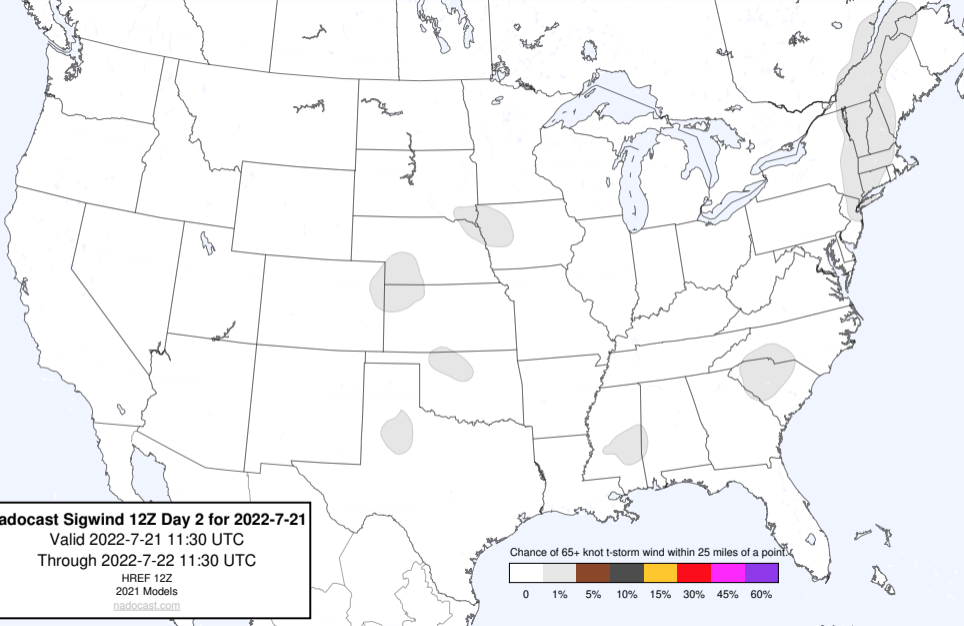 adocast Sigwind 12Z Day 2 for 2022-7-21
Valid 2022-7-21 11:30 UTC
Through 2022-7-22 11:30 UTC
HREF 12Z
2021 Models
nadocast.com
Chance of 65+ knot t-storm wind within 25 miles of a point.
0 1% 5% 10% 15% 30% 45% 60%